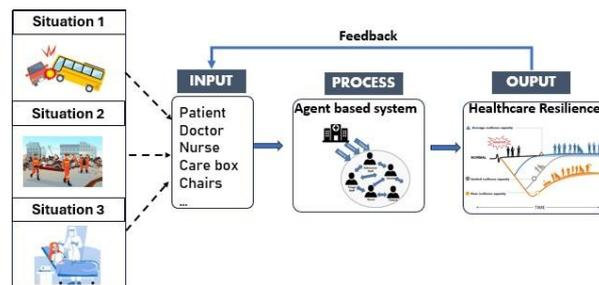 Situation 1
Situation 2
Situation 3
Feedback
INPUT
Patient
Doctor
Nurse
Care box
Chairs
...
PROCESS
Agent based system
OUPUT
Healthcare Resilience
NORMAL
TIME